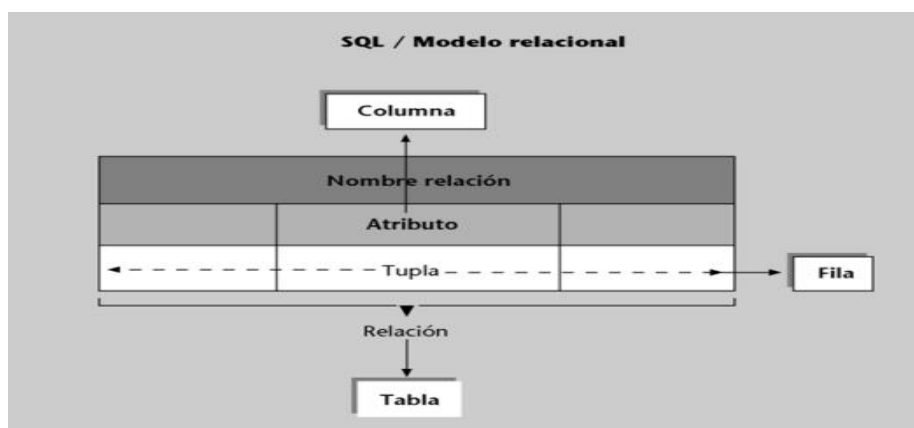 SQL / Modelo relacional
Columna
Nombre relación
Atributo
Tupla
Fila
Relación
Tabla